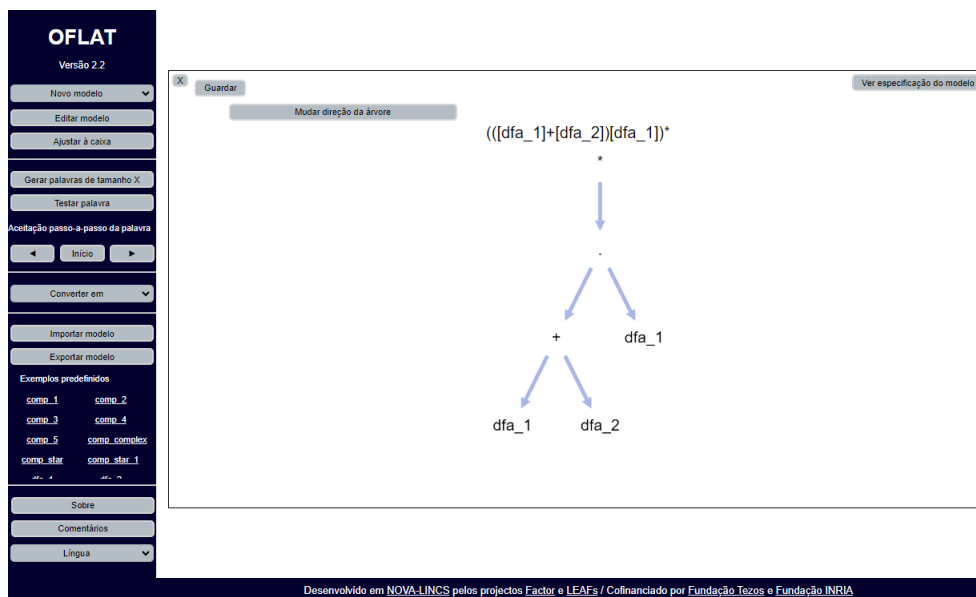 OFLAT
Versão 2.2
Novo modelo
Editar modelo
Ajustar à caixa
Gerar palavras de tamanho X
Testar palavra
Aceitação passo-a-passo da palavra
◄ Início ►
Converter em
Importar modelo
Exportar modelo
Exemplos predefinidos
comp_1 comp_2
comp_3 comp_4
comp_5 comp_complex
comp_star comp_star_1
Sobre
Comentários
Língua
X Guardar Ver especificação do modelo
Mudar direção da árvore
(([dfa_1]+[dfa_2])[dfa_1])*
*
.
+ dfa_1
dfa_1 dfa_2
Desenvolvido em NOVA-LINCS pelos projectos Factor e LEAFs / Cofinanciado por Fundação Tezos e Fundação INRIA